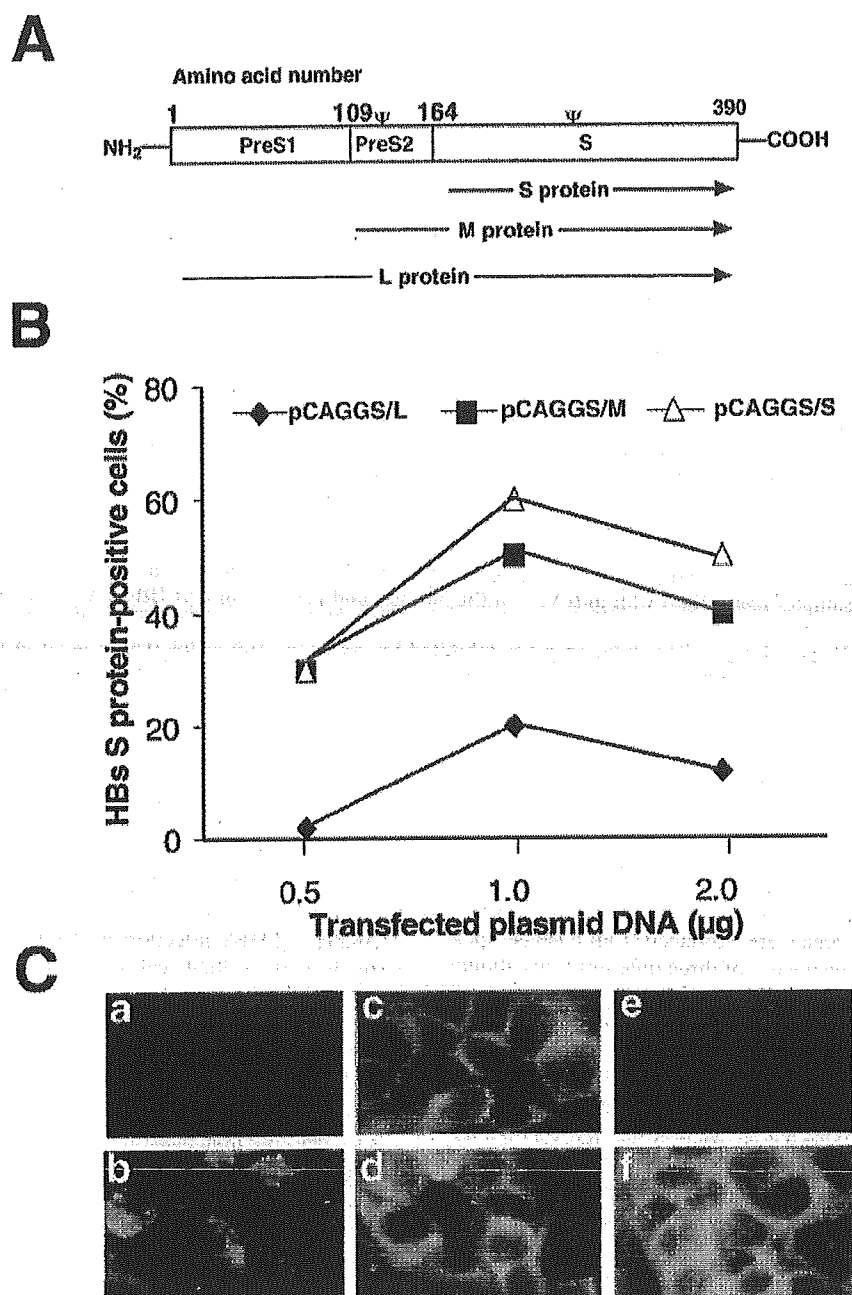 A
Amino acid number
1 109 Ψ 164 Ψ 390
NH2 PreS1 PreS2 S COOH
S protein
M protein
L protein
B
HBs S protein-positive cells (%)
80
60
40
20
0
pCAGGS/L pCAGGS/M pCAGGS/S
0.5 1.0 2.0
Transfected plasmid DNA (µg)
C
a c e
b d f